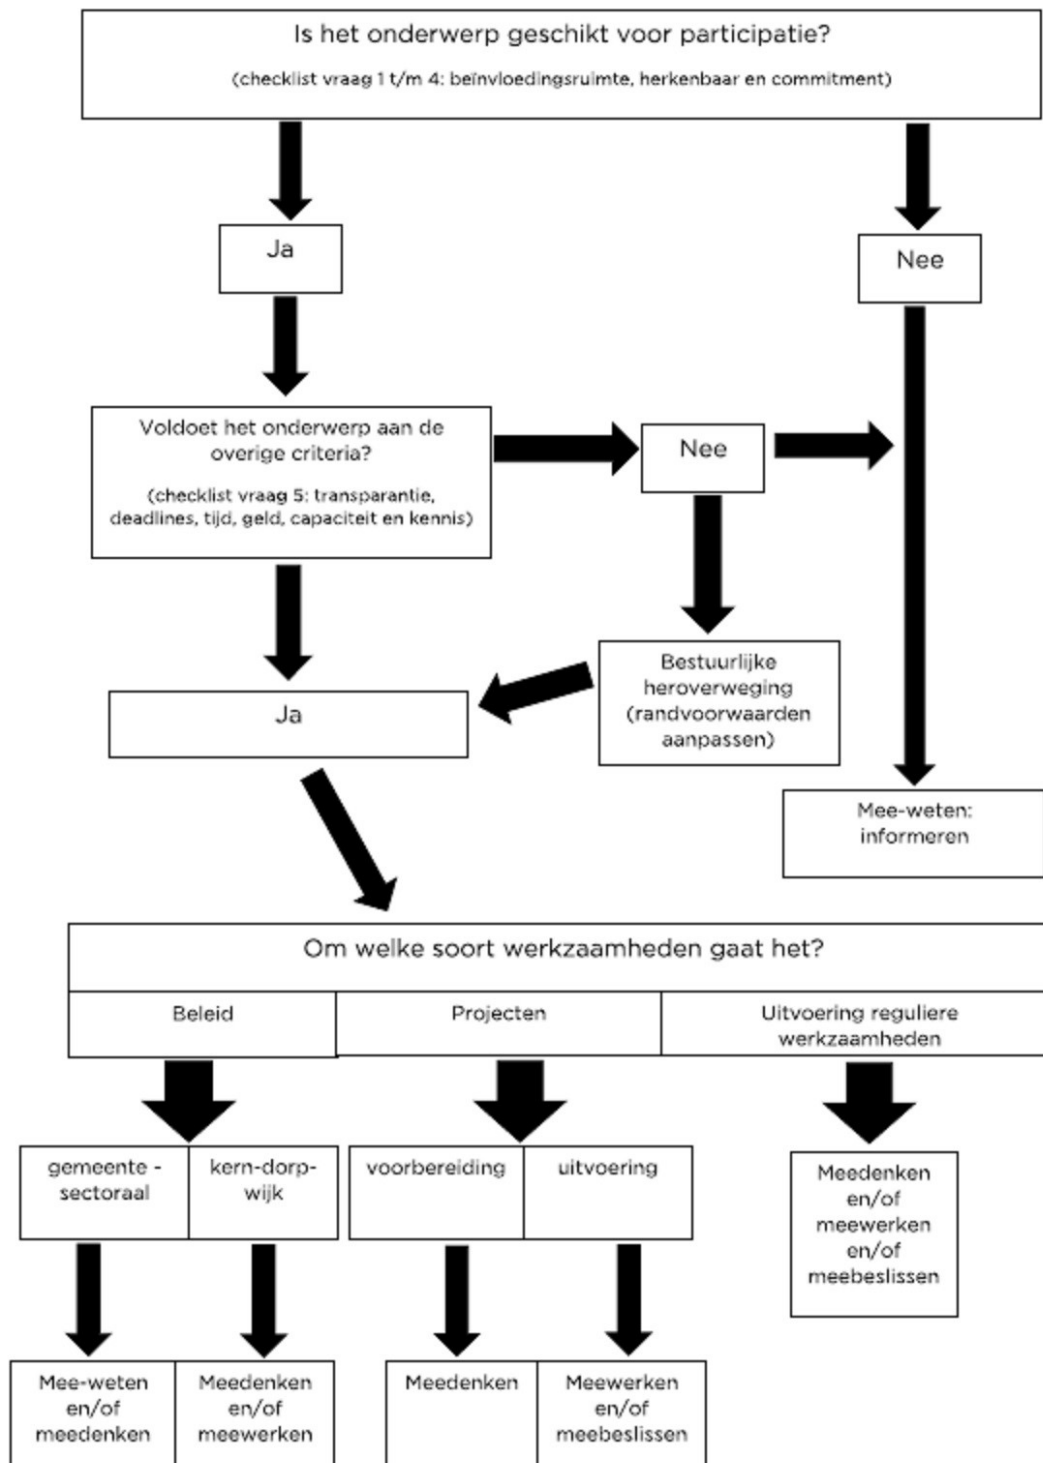 Is het onderwerp geschikt voor participatie?
(checklist vraag 1 t/m 4: beïnvloedingsruimte, herkenbaar en commitment)
Ja
Nee
Voldoet het onderwerp aan de
overige criteria?
(checklist vraag 5: transparantie,
deadlines, tijd, geld, capaciteit en kennis)
Nee
Bestuurlijke
heroverweging
(randvoorwaarden
aanpassen)
Ja
Mee-weten:
informeren
Om welke soort werkzaamheden gaat het?
Beleid
Projecten
Uitvoering reguliere
werkzaamheden
gemeente -
sectoraal
kern-dorp-
wijk
voorbereiding
uitvoering
Meedenken
en/of
meewerken
en/of
meebeslissen
Mee-weten
en/of
meedenken
Meedenken
en/of
meewerken
Meedenken
Meewerken
en/of
meebeslissen